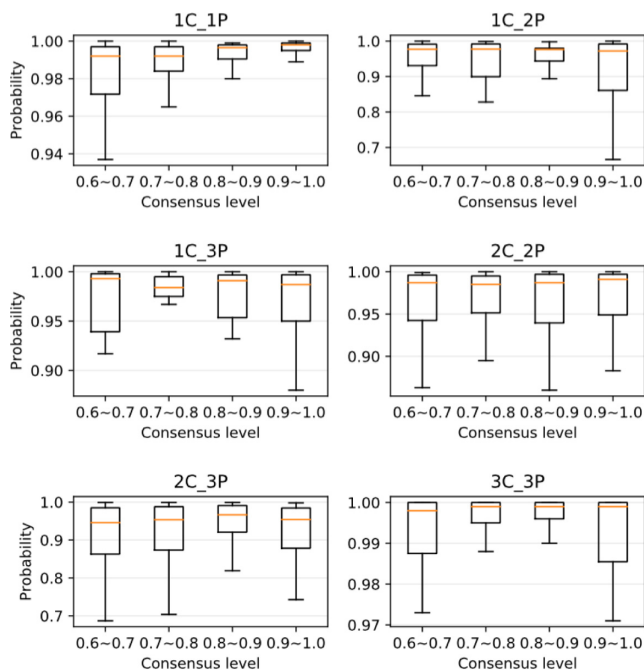 1C_1P
1C_2P
1.00
0.98
0.96
0.94
Probability
1.0
0.9
0.8
0.7
0.6~0.7 0.7~0.8 0.8~0.9 0.9~1.0
Consensus level
0.6~0.7 0.7~0.8 0.8~0.9 0.9~1.0
Consensus level
1C_3P
2C_2P
1.00
0.95
0.90
Probability
1.00
0.95
0.90
0.6~0.7 0.7~0.8 0.8~0.9 0.9~1.0
Consensus level
0.6~0.7 0.7~0.8 0.8~0.9 0.9~1.0
Consensus level
2C_3P
3C_3P
1.0
0.9
0.8
0.7
Probability
1.00
0.99
0.98
0.97
0.6~0.7 0.7~0.8 0.8~0.9 0.9~1.0
Consensus level
0.6~0.7 0.7~0.8 0.8~0.9 0.9~1.0
Consensus level